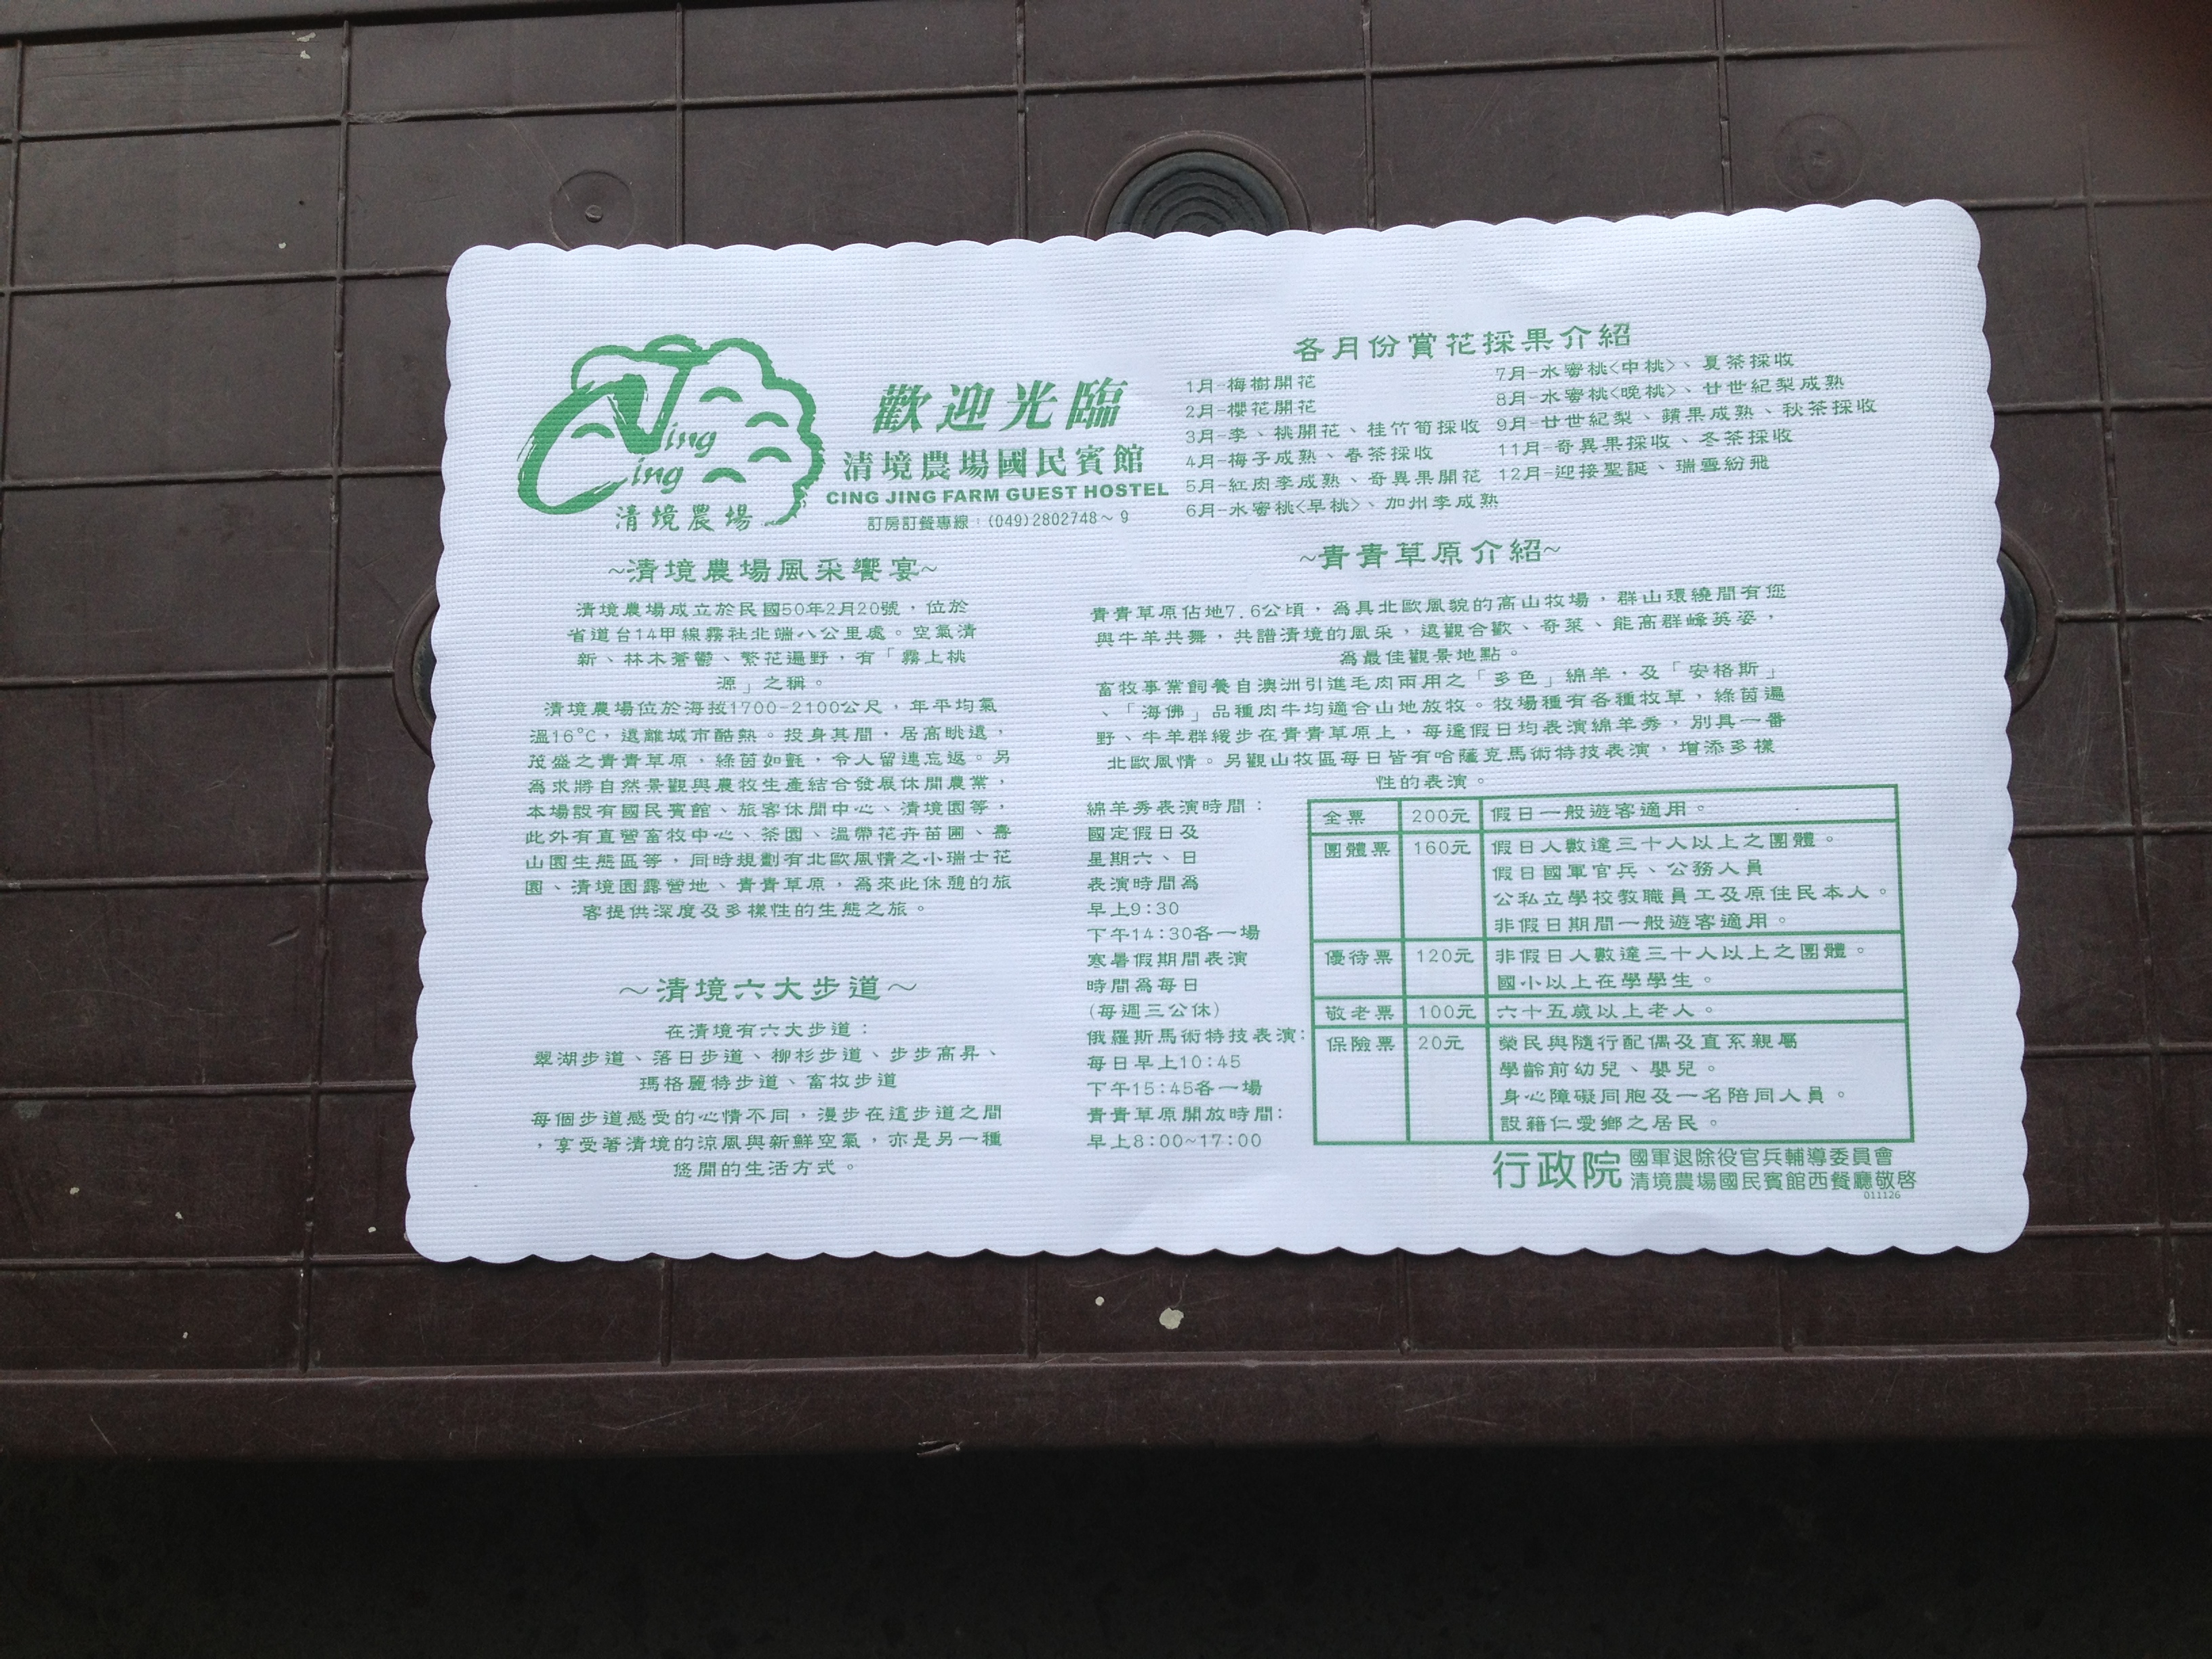 Cing Jing
清境農場
歡迎光臨
清境農場國民賓館
CING JING FARM GUEST HOSTEL
訂房訂餐專線：(049)2802748～9
~清境農場風采饗宴~
清境農場成立於民國50年2月20號，位於
省道台14甲線霧社北端八公里處。空氣清
新、林木蒼鬱、繁花遍野，有「霧上桃
源」之稱。
清境農場位於海拔1700-2100公尺，年平均氣
溫16°C，遠離城市酷熱。投身其間，居高眺遠，
茂盛之青青草原，綠茵如氈，令人留連忘返。另
為求將自然景觀與農牧生產結合發展休閒農業，
本場設有國民賓館、旅客休閒中心、清境園等，
此外有直營畜牧中心、茶園、溫帶花卉苗圃、壽
山園生態區等，同時規劃有北歐風情之小瑞士花
園、清境園露營地、青青草原，為來此休憩的旅
客提供深度及多樣性的生態之旅。
～清境六大步道～
在清境有六大步道：
翠湖步道、落日步道、柳杉步道、步步高昇、
瑪格麗特步道、畜牧步道
每個步道感受的心情不同，漫步在這步道之間
，享受著清境的涼風與新鮮空氣，亦是另一種
悠閒的生活方式。
各月份賞花採果介紹
1月-梅樹開花
2月-櫻花開花
3月-李、桃開花、桂竹筍採收
4月-梅子成熟、春茶採收
5月-紅肉李成熟、奇異果開花
6月-水蜜桃<早桃>、加州李成熟
7月-水蜜桃<中桃>、夏茶採收
8月-水蜜桃<晚桃>、廿世紀梨成熟
9月-廿世紀梨、蘋果成熟、秋茶採收
11月-奇異果採收、冬茶採收
12月-迎接聖誕、瑞雪紛飛
~青青草原介紹~
青青草原佔地7.6公頃，為具北歐風貌的高山牧場，群山環繞間有您
與牛羊共舞，共譜清境的風采，遠觀合歡、奇萊、能高群峰英姿，
為最佳觀景地點。
畜牧事業飼養自澳洲引進毛肉兩用之「多色」綿羊，及「安格斯」
、「海佛」品種肉牛均適合山地放牧。牧場種有各種牧草，綠茵遍
野、牛羊群緩步在青青草原上，每逢假日均表演綿羊秀，別具一番
北歐風情。另觀山牧區每日皆有哈薩克馬術特技表演，增添多樣
性的表演。
綿羊秀表演時間：
國定假日及
星期六、日
表演時間為
早上9:30
下午14:30各一場
寒暑假期間表演
時間為每日
(每週三公休)
俄羅斯馬術特技表演:
每日早上10:45
下午15:45各一場
青青草原開放時間:
早上8:00~17:00
全票 200元 假日一般遊客適用。
團體票 160元 假日人數達三十人以上之團體。
假日國軍官兵、公務人員
公私立學校教職員工及原住民本人。
非假日期間一般遊客適用。
優待票 120元 非假日人數達三十人以上之團體。
國小以上在學學生。
敬老票 100元 六十五歲以上老人。
保險票 20元 榮民與隨行配偶及直系親屬
學齡前幼兒、嬰兒。
身心障礙同胞及一名陪同人員。
設籍仁愛鄉之居民。
行政院 國軍退除役官兵輔導委員會
清境農場國民賓館西餐廳敬啓
011126